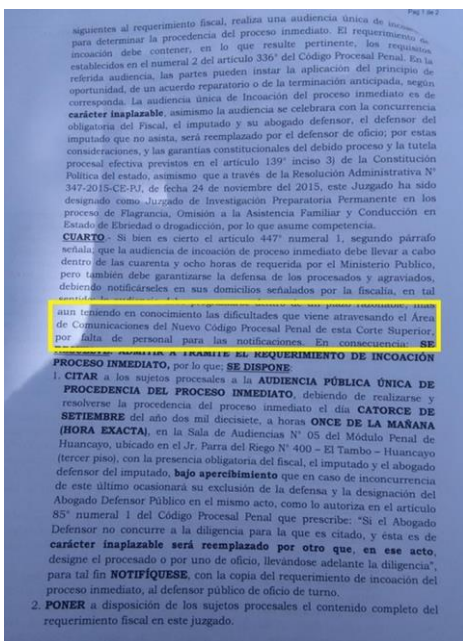 Pag 1 de 2
siguientes al requerimiento fiscal, realiza una audiencia única de incoación
para determinar la procedencia del proceso inmediato. El requerimiento de
incoación debe contener, en lo que resulte pertinente, los requisitos
establecidos en el numeral 2 del artículo 336° del Código Procesal Penal. En la
referida audiencia, las partes pueden instar la aplicación del principio de
oportunidad, de un acuerdo reparatorio o de la terminación anticipada, según
corresponda. La audiencia única de Incoación del proceso inmediato es de
carácter inaplazable, asimismo la audiencia se celebrara con la concurrencia
obligatoria del Fiscal, el imputado y su abogado defensor, el defensor del
imputado que no asista, será reemplazado por el defensor de oficio; por estas
consideraciones, y las garantías constitucionales del debido proceso y la tutela
procesal efectiva previstos en el artículo 139° inciso 3) de la Constitución
Política del estado, asimismo que a través de la Resolución Administrativa N°
347-2015-CE-PJ, de fecha 24 de noviembre del 2015, este Juzgado ha sido
designado como Juzgado de Investigación Preparatoria Permanente en los
proceso de Flagrancia, Omisión a la Asistencia Familiar y Conducción en
Estado de Ebriedad o drogadicción, por lo que asume competencia.
CUARTO.- Si bien es cierto el artículo 447° numeral 1, segundo párrafo
señala, que la audiencia de incoación de proceso inmediato debe llevar a cabo
dentro de las cuarenta y ocho horas de requerida por el Ministerio Publico,
pero también debe garantizarse la defensa de los procesados y agraviados,
debiendo notificárseles en sus domicilios señalados por la fiscalía, en tal
sentido la audiencia debe programarse dentro de un plazo razonable, más
aun teniendo en conocimiento las dificultades que viene atravesando el Área
de Comunicaciones del Nuevo Código Procesal Penal de esta Corte Superior,
por falta de personal para las notificaciones. En consecuencia: SE
RESUELVE: ADMITIR A TRAMITE EL REQUERIMIENTO DE INCOACIÓN
PROCESO INMEDIATO, por lo que; SE DISPONE:
1. CITAR a los sujetos procesales a la AUDIENCIA PÚBLICA ÚNICA DE
PROCEDENCIA DEL PROCESO INMEDIATO, debiendo de realizarse y
resolverse la procedencia del proceso inmediato el día CATORCE DE
SETIEMBRE del año dos mil diecisiete, a horas ONCE DE LA MAÑANA
(HORA EXACTA), en la Sala de Audiencias N° 05 del Módulo Penal de
Huancayo, ubicado en el Jr. Parra del Riego N° 400 – El Tambo – Huancayo
(tercer piso), con la presencia obligatoria del fiscal, el imputado y el abogado
defensor del imputado, bajo apercibimiento que en caso de inconcurrencia
de este último ocasionará su exclusión de la defensa y la designación del
Abogado Defensor Público en el mismo acto, como lo autoriza en el artículo
85° numeral 1 del Código Procesal Penal que prescribe: "Si el Abogado
Defensor no concurre a la diligencia para la que es citado, y ésta es de
carácter inaplazable será reemplazado por otro que, en ese acto,
designe el procesado o por uno de oficio, llevándose adelante la diligencia",
para tal fin NOTIFÍQUESE, con la copia del requerimiento de incoación del
proceso inmediato, al defensor público de oficio de turno.
2. PONER a disposición de los sujetos procesales el contenido completo del
requerimiento fiscal en este juzgado.